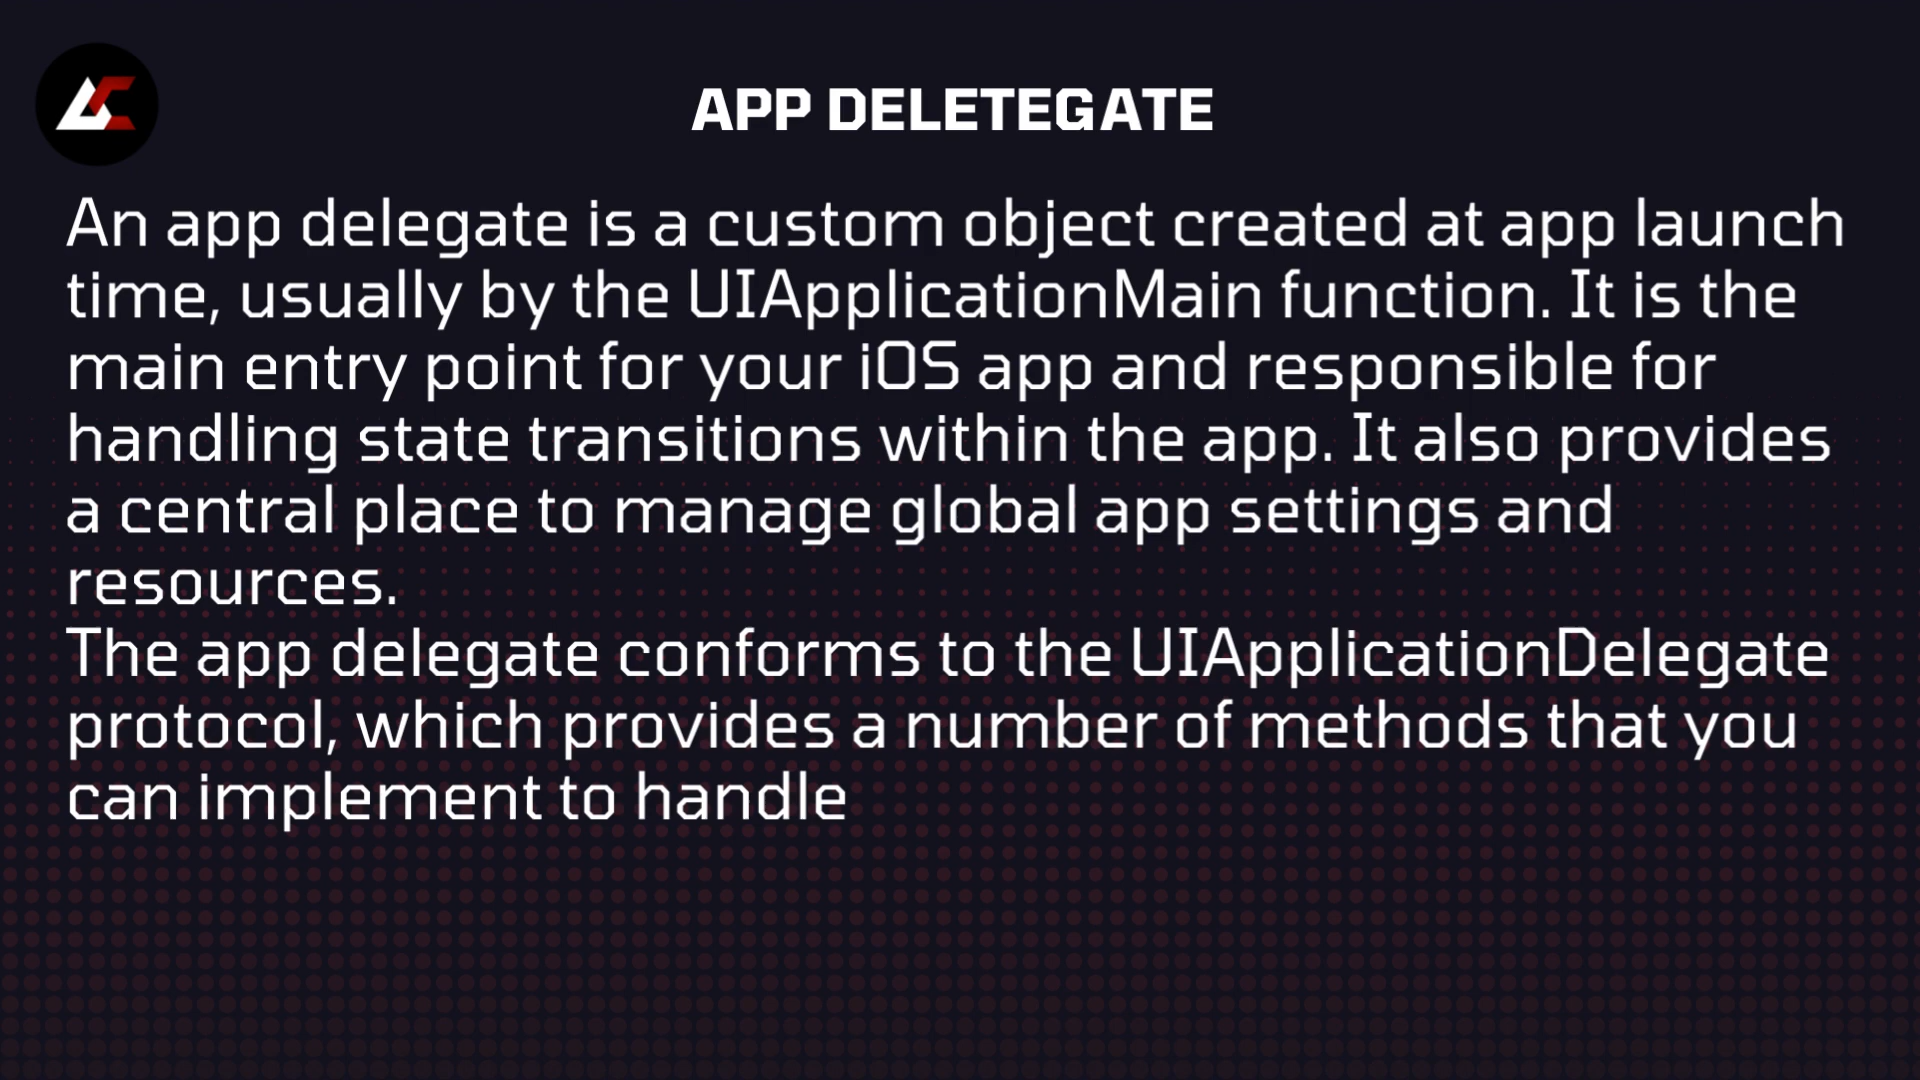 APP DELETEGATE
An app delegate is a custom object created at app launch
time, usually by the UIApplicationMain function. It is the
main entry point for your iOS app and responsible for
handling state transitions within the app. It also provides
a central place to manage global app settings and
resources.
The app delegate conforms to the UIApplicationDelegate
protocol, which provides a number of methods that you
can implement to handle